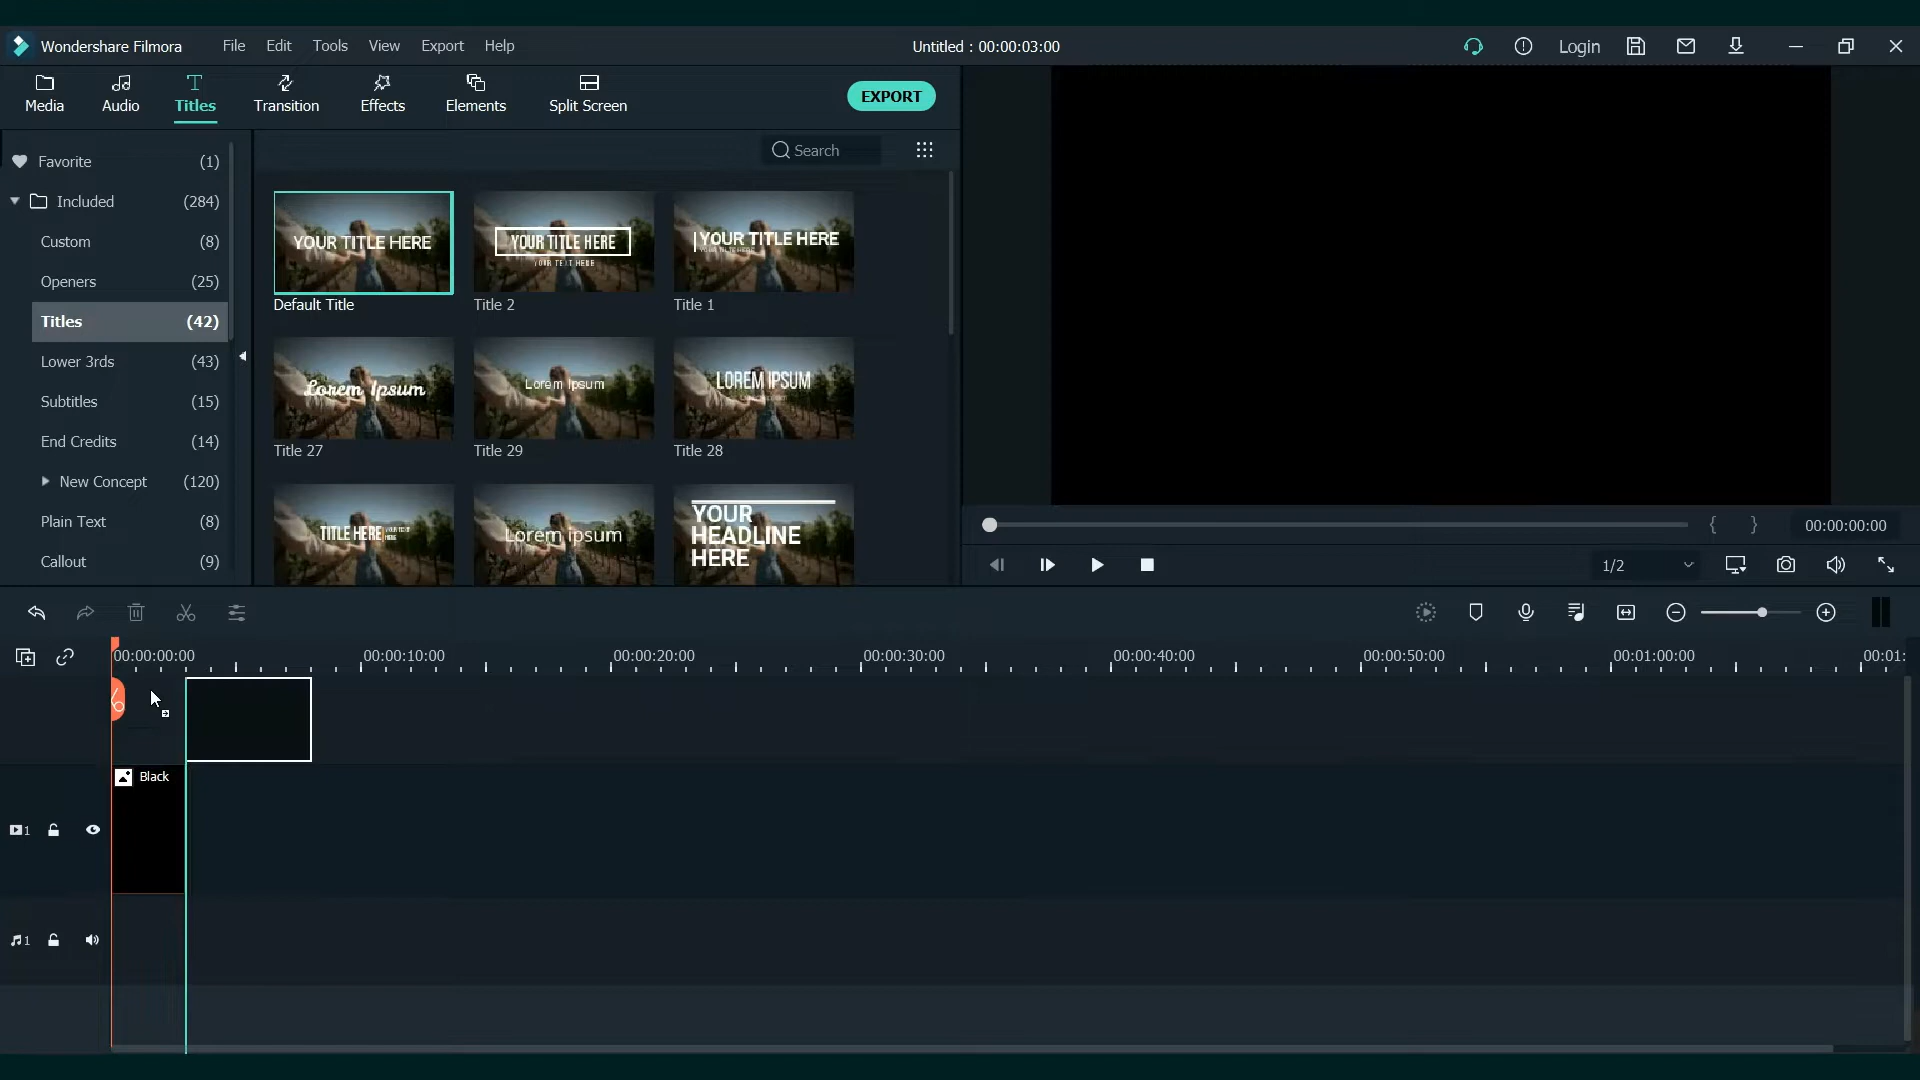 Wondershare Filmora
File Edit Tools View Export Help
Untitled : 00:00:03:00
Login
Media Audio Titles Transition Effects Elements Split Screen
EXPORT
Favorite (1)
Included (284)
Custom (8)
Openers (25)
Titles (42)
Lower 3rds (43)
Subtitles (15)
End Credits (14)
New Concept (120)
Plain Text (8)
Callout (9)
Search
YOUR TITLE HERE
Default Title
YOUR TITLE HERE
YOUR TEXT HERE
Title 2
YOUR TITLE HERE
Title 1
Lorem Ipsum
Title 27
Lorem Ipsum
Title 29
LOREM IPSUM
Title 28
TITLE HERE
Lorem Ipsum
YOUR
HEADLINE
HERE
{ } 00:00:00:00
1/2
00:00:00:00 00:00:10:00 00:00:20:00 00:00:30:00 00:00:40:00 00:00:50:00 00:01:00:00 00:01:
Black
1
1